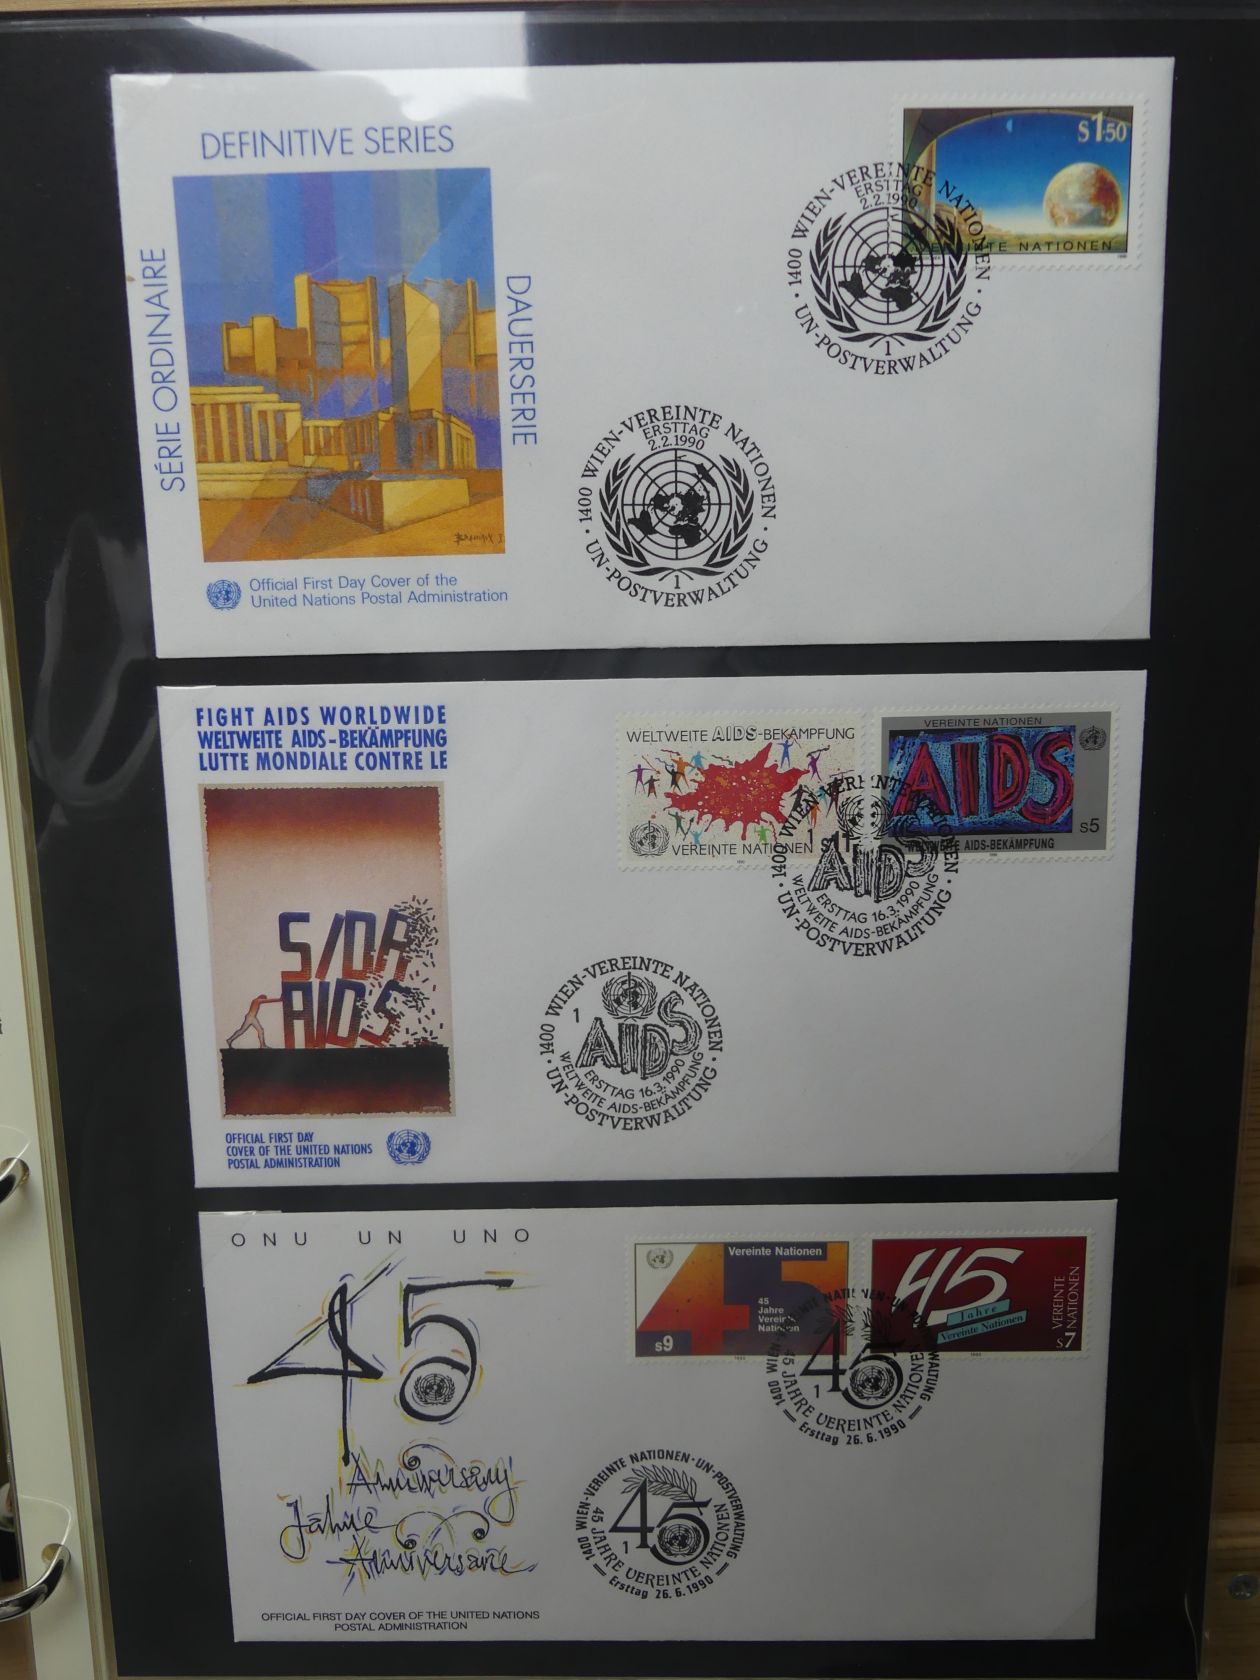 DEFINITIVE SERIES
SÉRIE ORDINAIRE
DAUERSERIE
Official First Day Cover of the
United Nations Postal Administration
S1.50
VEREINTE NATIONEN
1400 WIEN-VEREINTE NATIONEN
ERSTTAG
2.2.1990
1
UN-POSTVERWALTUNG
1400 WIEN-VEREINTE NATIONEN
ERSTTAG
2.2.1990
1
UN-POSTVERWALTUNG
FIGHT AIDS WORLDWIDE
WELTWEITE AIDS-BEKÄMPFUNG
LUTTE MONDIALE CONTRE LE
SIDA
AIDS
OFFICIAL FIRST DAY
COVER OF THE UNITED NATIONS
POSTAL ADMINISTRATION
WELTWEITE AIDS-BEKÄMPFUNG
VEREINTE NATIONEN S11
VEREINTE NATIONEN
AIDS
S5
WELTWEITE AIDS-BEKÄMPFUNG
1400 WIEN-VEREINTE NATIONEN
AIDS
ERSTTAG 16.3.1990
WELTWEITE AIDS-BEKÄMPFUNG
UN-POSTVERWALTUNG
1400 WIEN-VEREINTE NATIONEN
1
AIDS
ERSTTAG 16.3.1990
WELTWEITE AIDS-BEKÄMPFUNG
UN-POSTVERWALTUNG
ONU UN UNO
45
Anniversary
Jahre
Anniversaire
OFFICIAL FIRST DAY COVER OF THE UNITED NATIONS
POSTAL ADMINISTRATION
45
Vereinte Nationen
45
Jahre
Vereinte
Nationen
S9
45
Jahre
Vereinte Nationen
VEREINTE
NATIONEN
S7
1400 WIEN-VEREINTE NATIONEN-UN-POSTVERWALTUNG
45
1
45 JAHRE VEREINTE NATIONEN
Ersttag 26.6.1990
1400 WIEN-VEREINTE NATIONEN-UN-POSTVERWALTUNG
45
1
45 JAHRE VEREINTE NATIONEN
Ersttag 26.6.1990